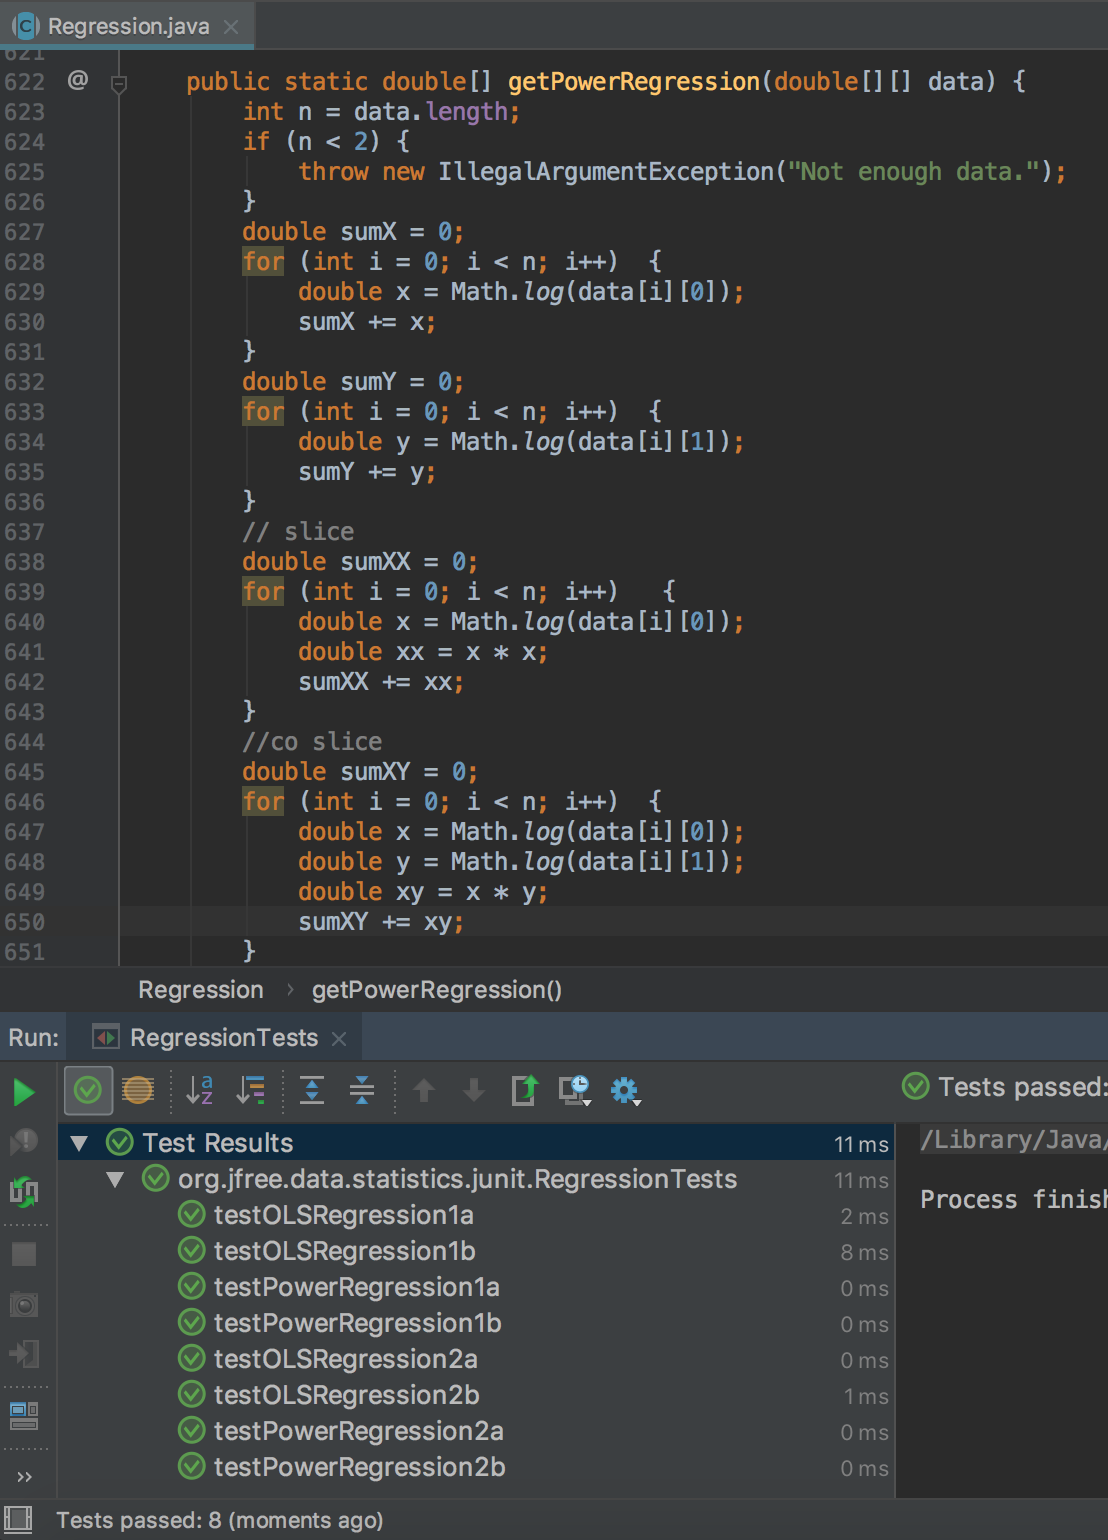 Regression.java
621
622 @ public static double[] getPowerRegression(double[][] data) {
623 int n = data.length;
624 if (n < 2) {
625 throw new IllegalArgumentException("Not enough data.");
626 }
627 double sumX = 0;
628 for (int i = 0; i < n; i++)  {
629 double x = Math.log(data[i][0]);
630 sumX += x;
631 }
632 double sumY = 0;
633 for (int i = 0; i < n; i++)  {
634 double y = Math.log(data[i][1]);
635 sumY += y;
636 }
637 // slice
638 double sumXX = 0;
639 for (int i = 0; i < n; i++)   {
640 double x = Math.log(data[i][0]);
641 double xx = x * x;
642 sumXX += xx;
643 }
644 //co slice
645 double sumXY = 0;
646 for (int i = 0; i < n; i++)  {
647 double x = Math.log(data[i][0]);
648 double y = Math.log(data[i][1]);
649 double xy = x * y;
650 sumXY += xy;
651 }
Regression › getPowerRegression()
Run: RegressionTests
Tests passed:
Test Results 11 ms
org.jfree.data.statistics.junit.RegressionTests 11 ms
testOLSRegression1a 2 ms
testOLSRegression1b 8 ms
testPowerRegression1a 0 ms
testPowerRegression1b 0 ms
testOLSRegression2a 0 ms
testOLSRegression2b 1 ms
testPowerRegression2a 0 ms
testPowerRegression2b 0 ms
/Library/Java/
Process finish
Tests passed: 8 (moments ago)